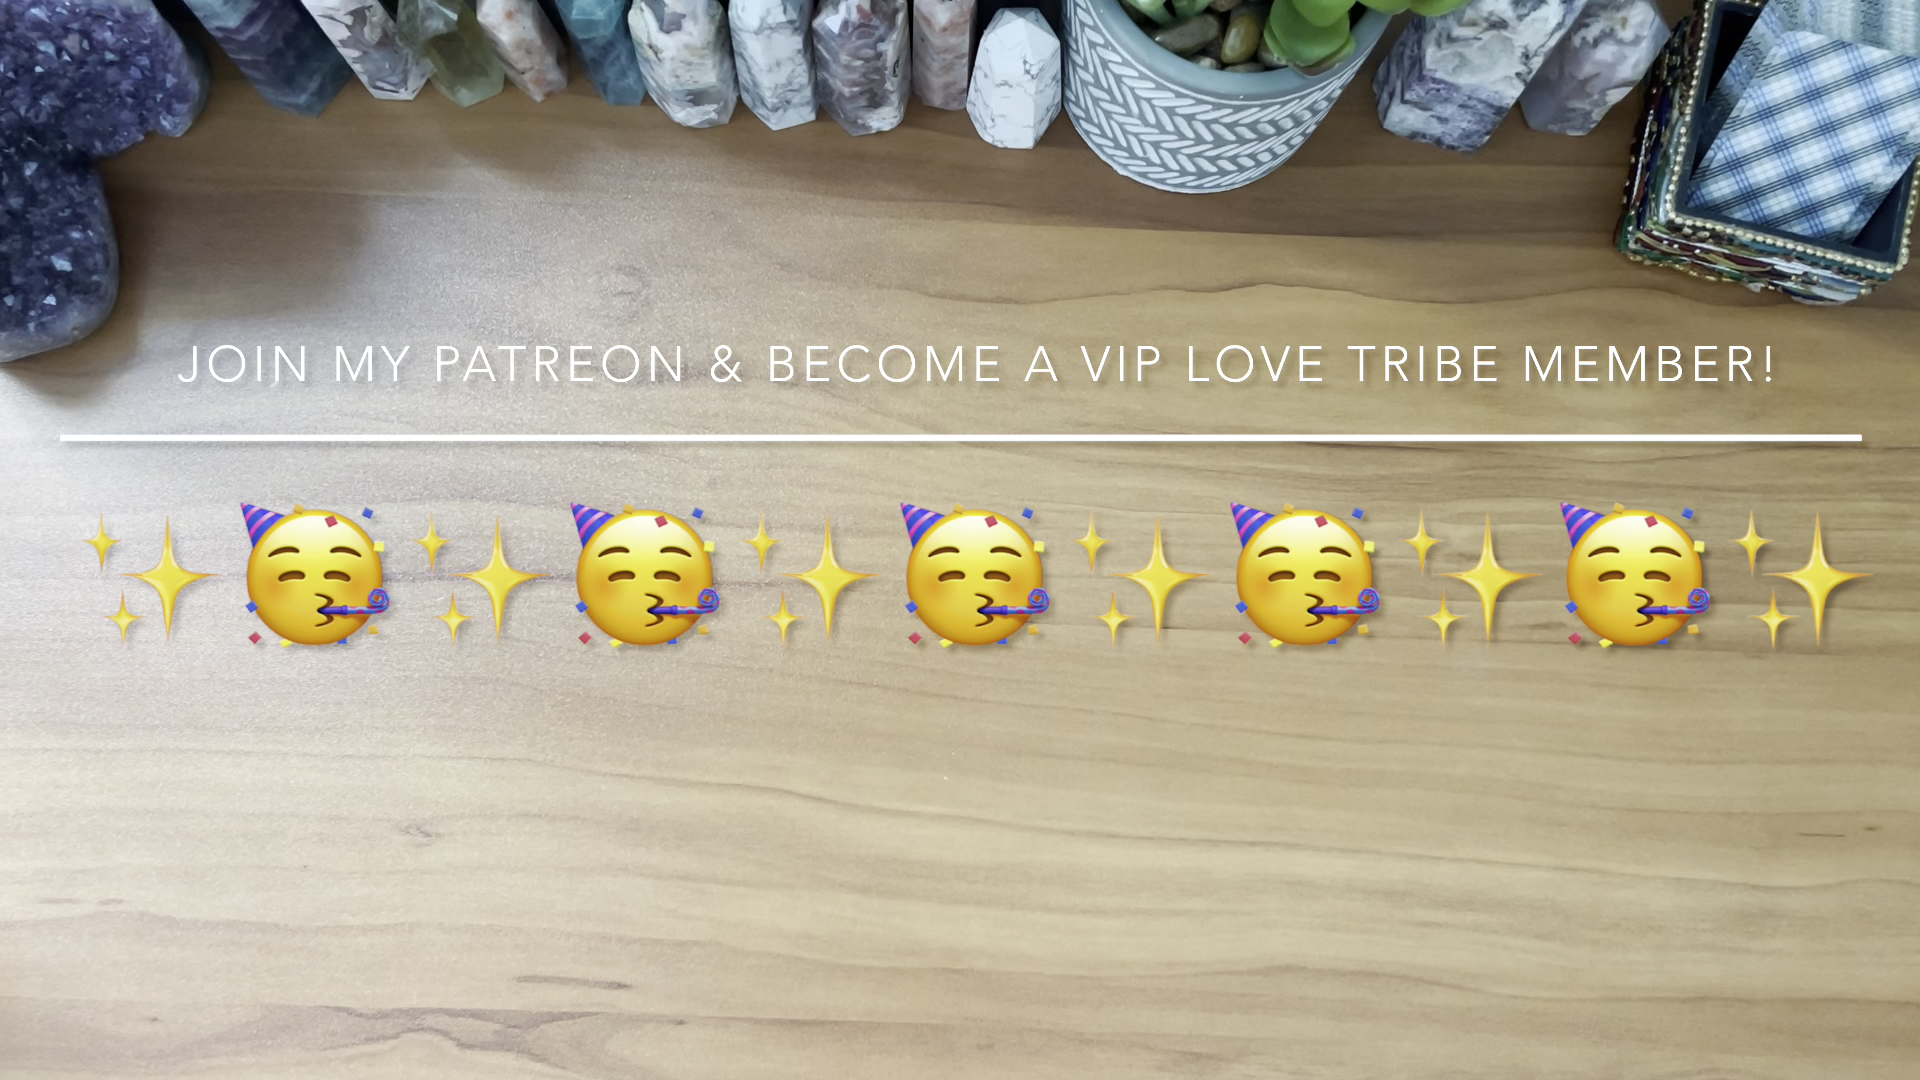 JOIN MY PATREON & BECOME A VIP LOVE TRIBE MEMBER!
✨🥳✨🥳✨🥳✨🥳✨🥳✨